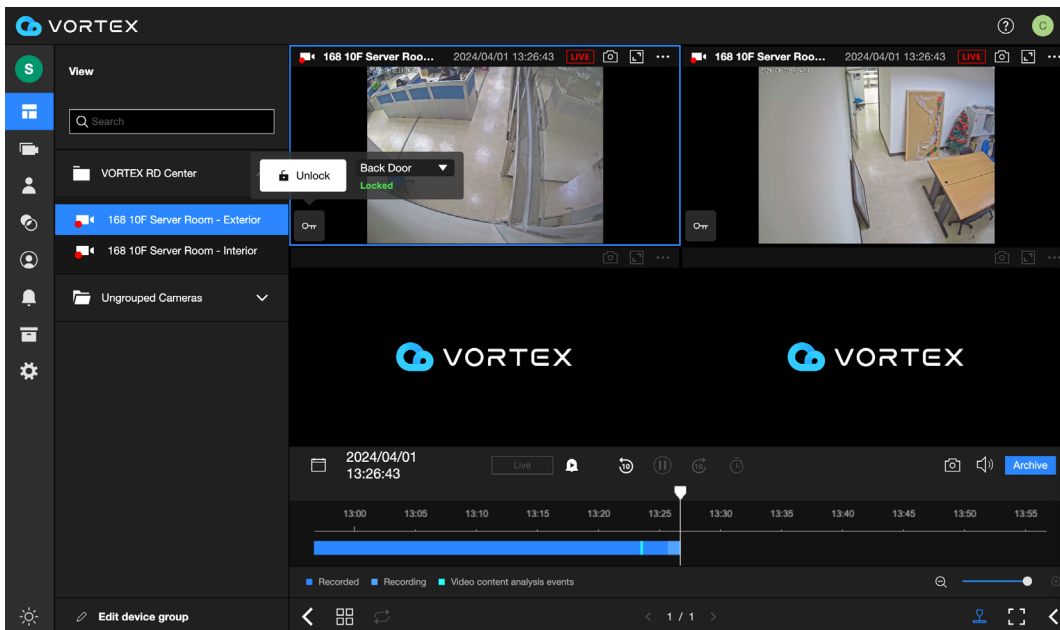 VORTEX
C
S
View
Search
VORTEX RD Center
168 10F Server Room - Exterior
168 10F Server Room - Interior
Ungrouped Cameras
Edit device group
168 10F Server Roo... 2024/04/01 13:26:43 LIVE
168 10F Server Roo... 2024/04/01 13:26:43 LIVE
Unlock
Back Door
Locked
VORTEX
VORTEX
2024/04/01
13:26:43
Live
10
10
Archive
13:00 13:05 13:10 13:15 13:20 13:25 13:30 13:35 13:40 13:45 13:50 13:55
Recorded Recording Video content analysis events
1 / 1